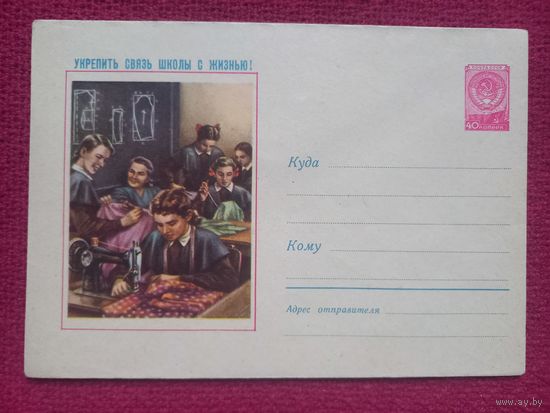 УКРЕПИТЬ СВЯЗЬ ШКОЛЫ С ЖИЗНЬЮ!
ПОЧТА СССР
40 КОПЕЕК
Куда
Кому
Адрес отправителя
www.ay.by